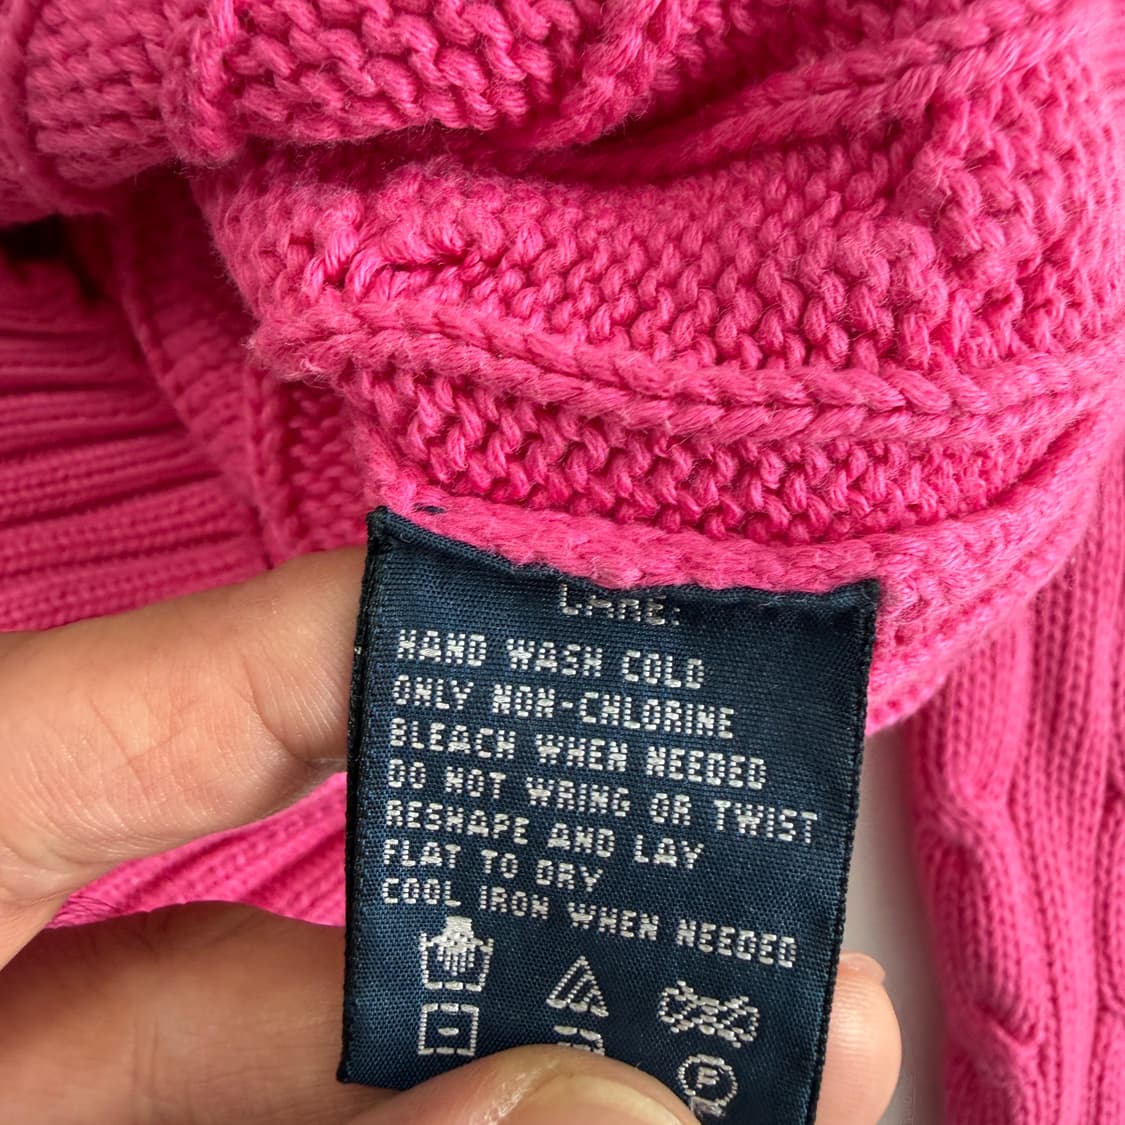 CARE:
HAND WASH COLD
ONLY NON-CHLORINE
BLEACH WHEN NEEDED
DO NOT WRING OR TWIST
RESHAPE AND LAY
FLAT TO DRY
COOL IRON WHEN NEEDED
F